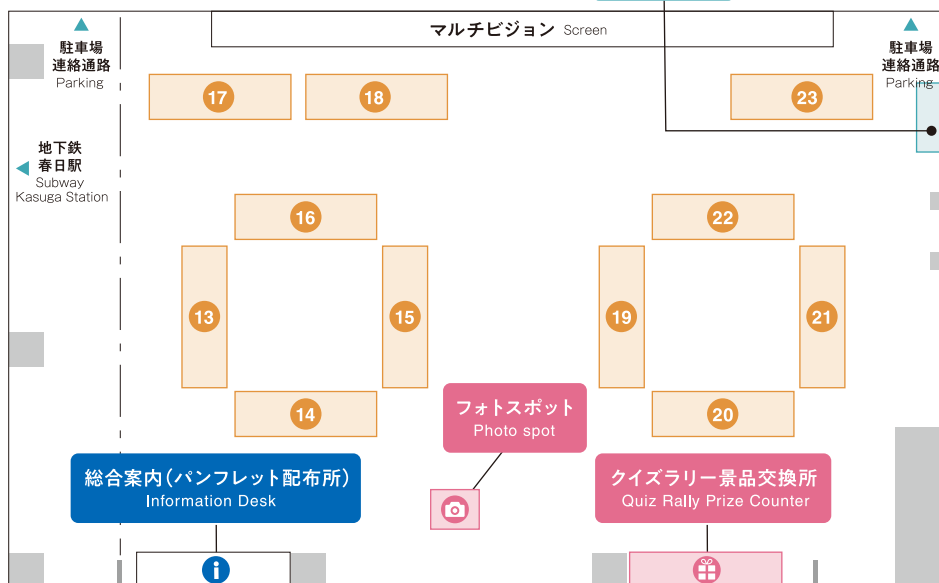 マルチビジョン Screen
駐車場
連絡通路
Parking
駐車場
連絡通路
Parking
17
18
23
地下鉄
春日駅
Subway
Kasuga Station
16
22
13
15
19
21
14
20
フォトスポット
Photo spot
総合案内（パンフレット配布所）
Information Desk
クイズラリー景品交換所
Quiz Rally Prize Counter
i